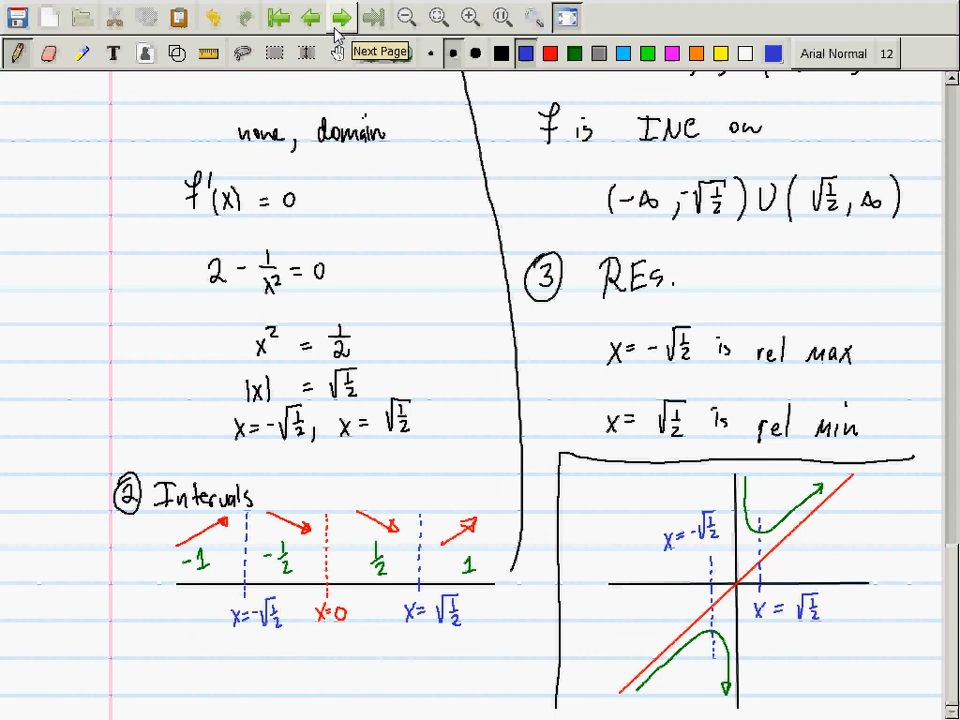 Next Page
Arial Normal 12
none, domain
f'(x) = 0
2 - 1/x² = 0
x² = 1/2
|x| = √1/2
x = -√1/2, x = √1/2
② Intervals
-1 -1/2 1/2 1
x=-√1/2 x=0 x= √1/2
f is INC on
(-∞, -√1/2) U (√1/2, ∞)
③ RES.
x = -√1/2 is rel max
x = √1/2 is rel min
x=-√1/2
x = √1/2